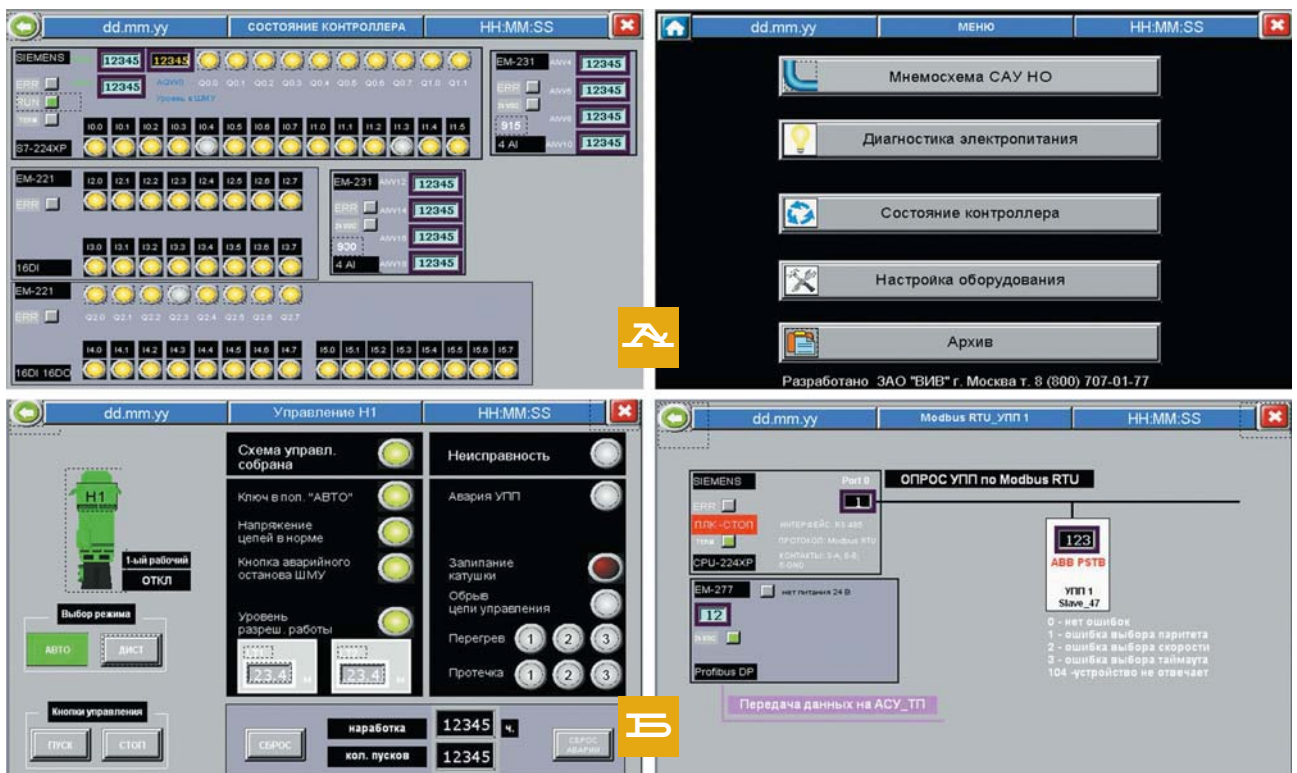 dd.mm.yy СОСТОЯНИЕ КОНТРОЛЛЕРА HH:MM:SS
SIEMENS 12345 12345
Q0.0 Q0.1 Q0.2 Q0.3 Q0.4 Q0.5 Q0.6 Q0.7 Q1.0 Q1.1
ERR 12345
Уровень в ШМУ
RUN
TERM
I0.0 I0.1 I0.2 I0.3 I0.4 I0.5 I0.6 I0.7 I1.0 I1.1 I1.2 I1.3 I1.4 I1.5
S7-224XP
EM-231 AIW4 12345
ERR AIW6 12345
24 VDC
915 AIW8 12345
4 AI AIW10 12345
EM-221 I2.0 I2.1 I2.2 I2.3 I2.4 I2.5 I2.6 I2.7
ERR
I3.0 I3.1 I3.2 I3.3 I3.4 I3.5 I3.6 I3.7
16DI
EM-231 AIW12 12345
ERR AIW14 12345
24 VDC
930 AIW16 12345
4 AI AIW18 12345
EM-221
ERR Q2.0 Q2.1 Q2.2 Q2.3 Q2.4 Q2.5 Q2.6 Q2.7
I4.0 I4.1 I4.2 I4.3 I4.4 I4.5 I4.6 I4.7 I5.0 I5.1 I5.2 I5.3 I5.4 I5.5 I5.6 I5.7
16DI 16DO
А
dd.mm.yy МЕНЮ HH:MM:SS
Мнемосхема САУ НО
Диагностика электропитания
Состояние контроллера
Настройка оборудования
Архив
Разработано ЗАО "ВИВ" г. Москва т. 8 (800) 707-01-77
dd.mm.yy Управление Н1 HH:MM:SS
Н1
1-ый рабочий
ОТКЛ
Выбор режима
АВТО ДИСТ
Кнопки управления
ПУСК СТОП
Схема управл.
собрана
Ключ в пол. "АВТО"
Напряжение
цепей в норме
Кнопка аварийного
останова ШМУ
Уровень
разреш. работы
23.4 м 23.4 м
Неисправность
Авария УПП
Залипание
катушки
Обрыв
цепи управления
Перегрев 1 2 3
Протечка 1 2 3
СБРОС
наработка 12345 ч.
кол. пусков 12345
СБРОС
АВАРИИ
Б
dd.mm.yy Modbus RTU_УПП 1 HH:MM:SS
SIEMENS Port 0
1
ERR
ПЛК-СТОП ИНТЕРФЕЙС: RS 485
TERM ПРОТОКОЛ: Modbus RTU
КОНТАКТЫ: 3-A, 8-B,
5-GND
CPU-224XP
ОПРОС УПП по Modbus RTU
123
ABB PSTB
УПП 1
Slave_47
0 - нет ошибок
1 - ошибка выбора паритета
2 - ошибка выбора скорости
3 - ошибка выбора таймаута
104 -устройство не отвечает
EM-277 нет питания 24 В
12
24 VDC
Profibus DP
Передача данных на АСУ_ТП